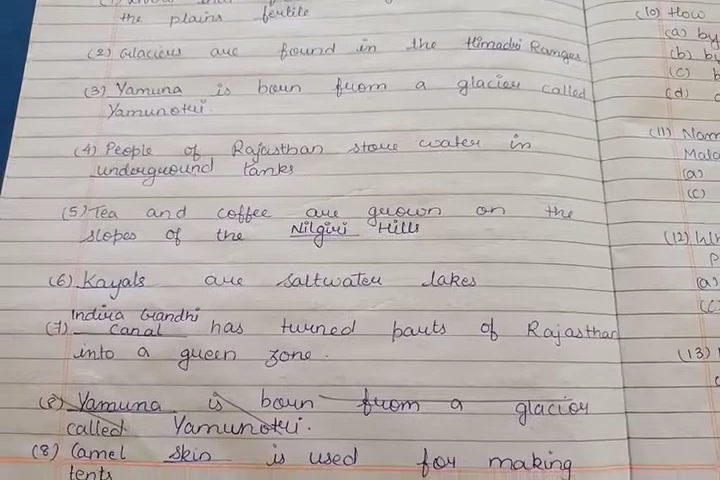 the plains fertile
(2) Glaciers are found in the Himadri Ranges
(3) Yamuna is born from a glacier called
Yamunotri.
(4) People of Rajasthan store water in
underground tanks
(5) Tea and coffee are grown on the
slopes of the Nilgiri Hills
(6) Kayals are saltwater lakes
Indira Gandhi
(7) canal has turned parts of Rajasthan
into a green zone.
(8) Yamuna is born from a glacier
called Yamunotri.
(8) Camel skin is used for making
tents
(10) How
(a) by
(b) by
(c)
(d)
(11)
(a)
(c)
(12)
(a)
(13)